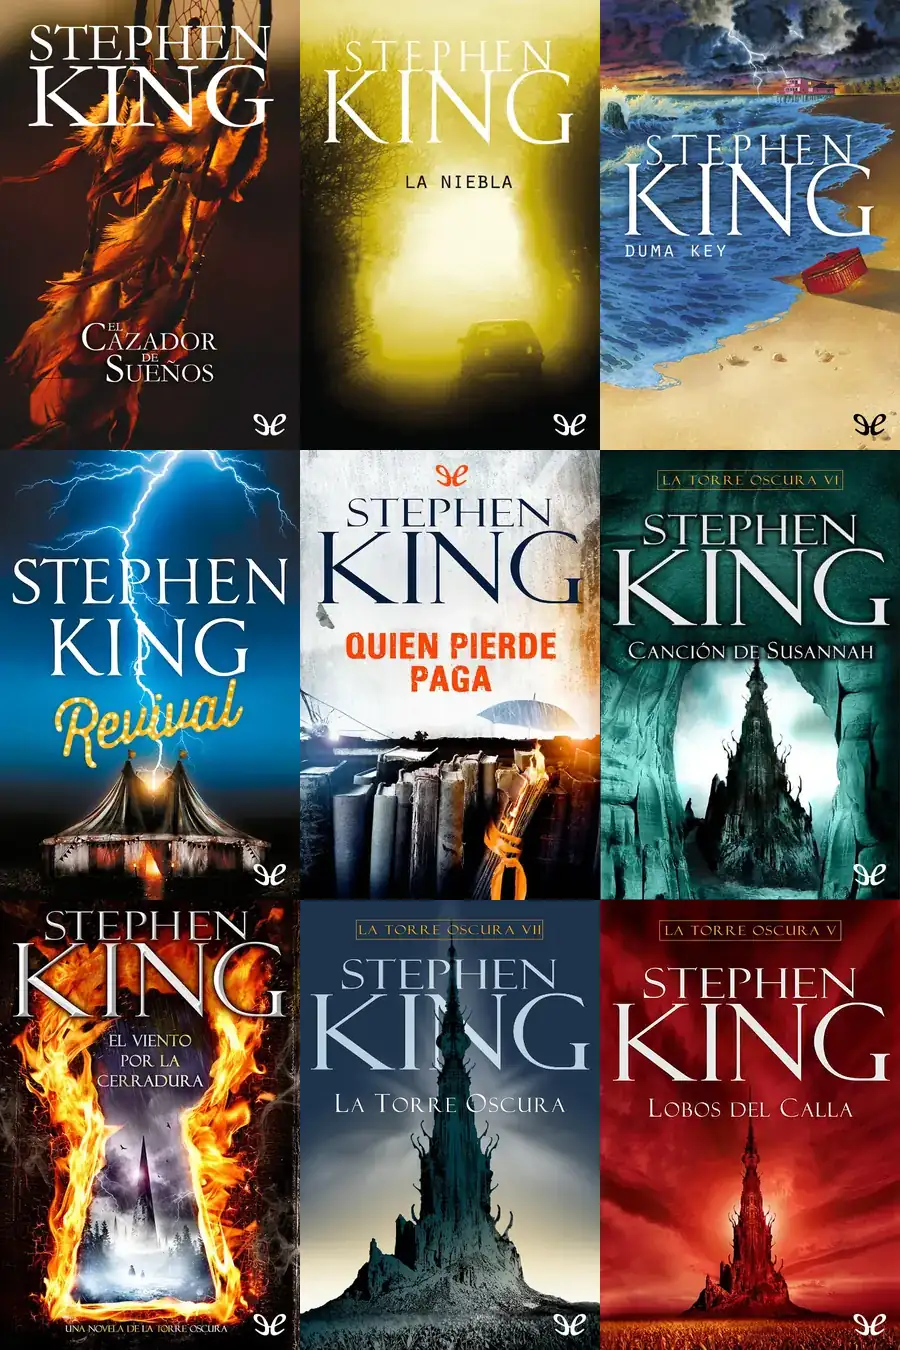 STEPHEN
KING
EL
CAZADOR
DE
SUEÑOS
STEPHEN
KING
LA NIEBLA
STEPHEN
KING
DUMA KEY
STEPHEN
KING
Revival
STEPHEN
KING
QUIEN PIERDE
PAGA
LA TORRE OSCURA VI
STEPHEN
KING
CANCIÓN DE SUSANNAH
STEPHEN
KING
EL VIENTO
POR LA
CERRADURA
UNA NOVELA DE LA TORRE OSCURA
LA TORRE OSCURA VII
STEPHEN
KING
LA TORRE OSCURA
LA TORRE OSCURA V
STEPHEN
KING
LOBOS DEL CALLA